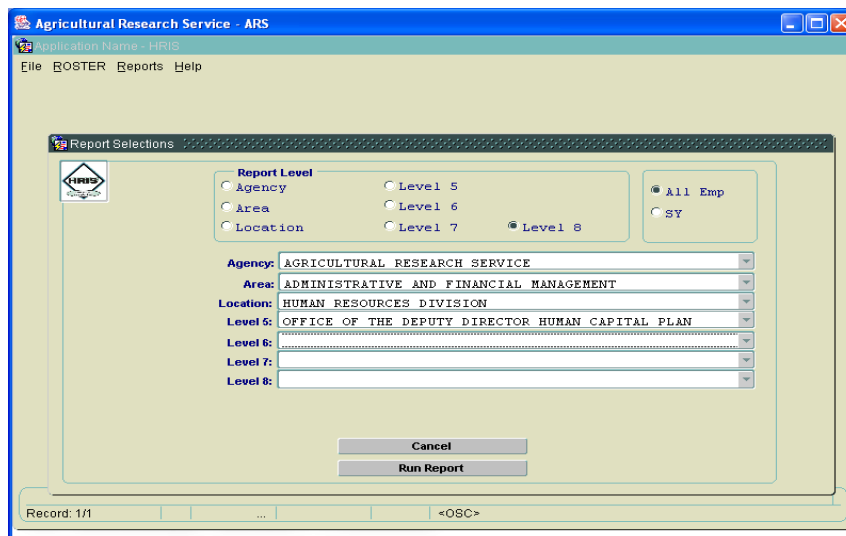 Agricultural Research Service - ARS
Application Name - HRIS
File ROSTER Reports Help
Report Selections
HRIS
Report Level
Agency Level 5
Area Level 6
Location Level 7 Level 8
All Emp
SY
Agency: AGRICULTURAL RESEARCH SERVICE
Area: ADMINISTRATIVE AND FINANCIAL MANAGEMENT
Location: HUMAN RESOURCES DIVISION
Level 5: OFFICE OF THE DEPUTY DIRECTOR HUMAN CAPITAL PLAN
Level 6:
Level 7:
Level 8:
Cancel
Run Report
Record: 1/1 ... <OSC>